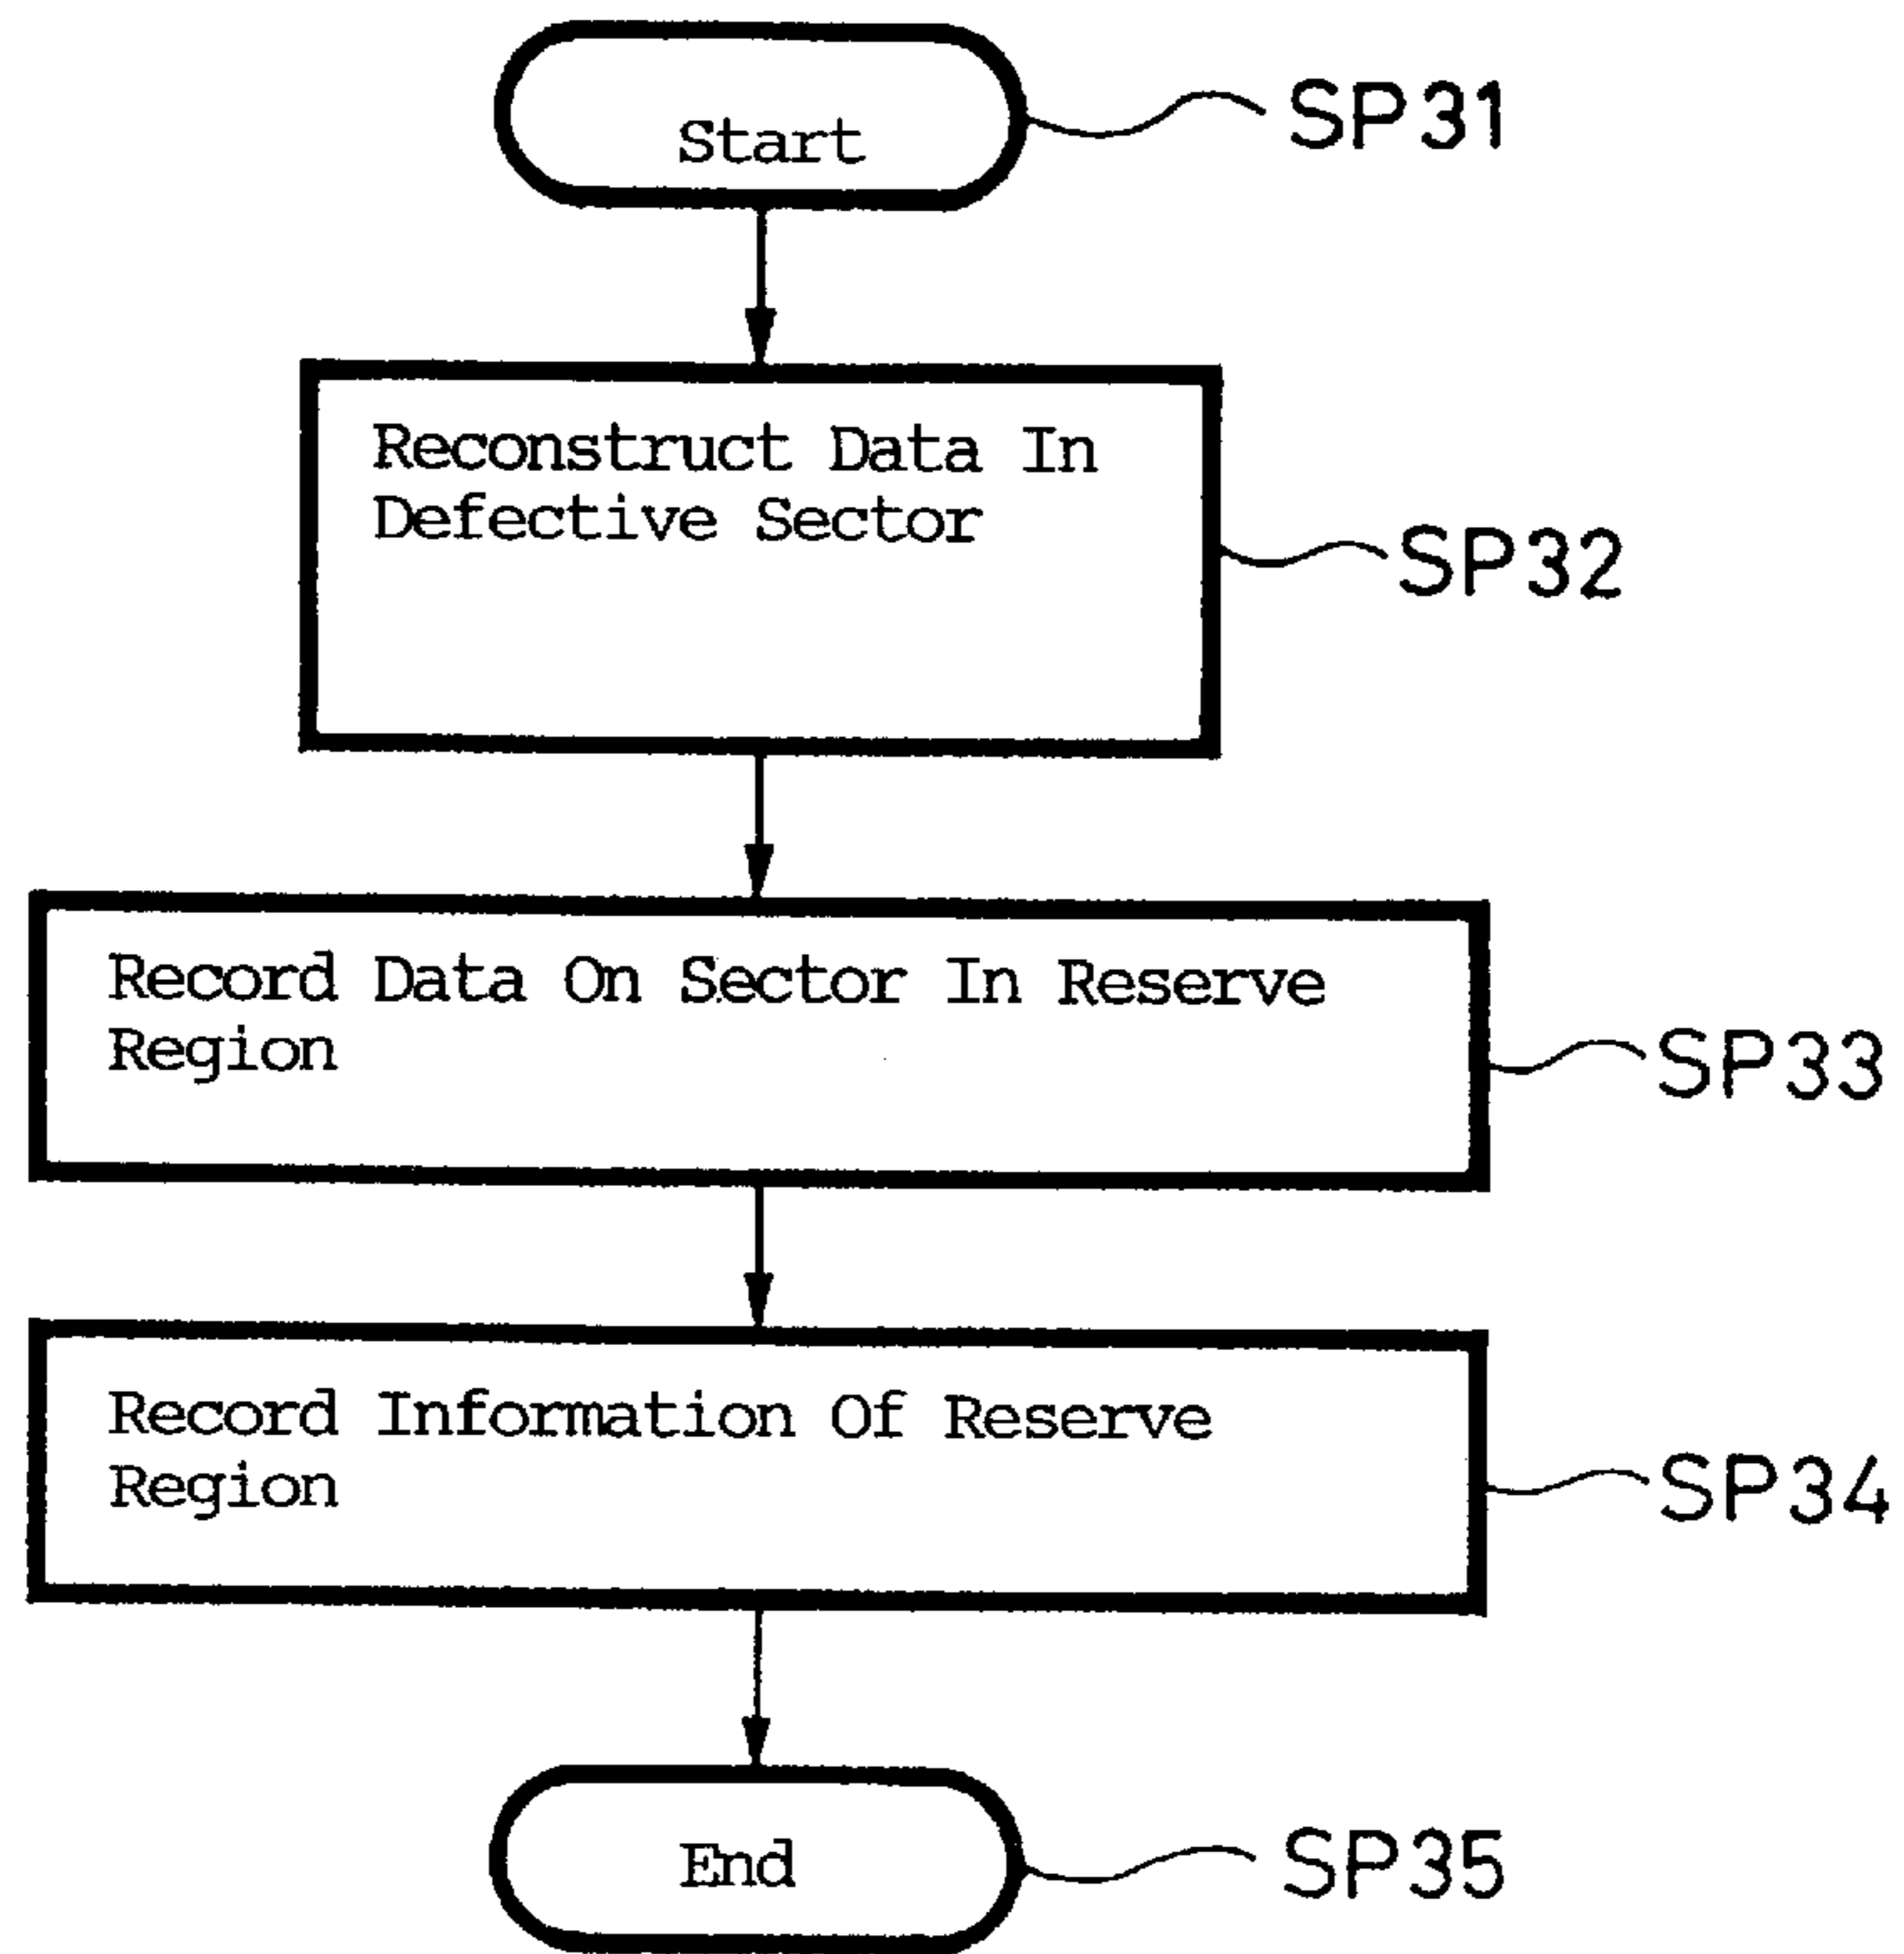 Start
SP31
Reconstruct Data In
Defective Sector
SP32
Record Data On Sector In Reserve
Region
SP33
Record Information Of Reserve
Region
SP34
End
SP35